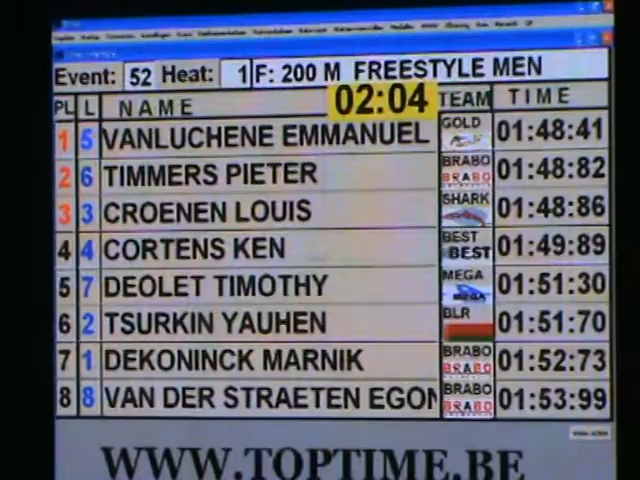 Event: 52 Heat: 1 F: 200 M FREESTYLE MEN
PL L NAME 02:04 TEAM TIME
1 5 VANLUCHENE EMMANUEL GOLD 01:48:41
2 6 TIMMERS PIETER BRABO BRABO 01:48:82
3 3 CROENEN LOUIS SHARK 01:48:86
4 4 CORTENS KEN BEST BEST 01:49:89
5 7 DEOLET TIMOTHY MEGA MEGA 01:51:30
6 2 TSURKIN YAUHEN BLR 01:51:70
7 1 DEKONINCK MARNIK BRABO BRABO 01:52:73
8 8 VAN DER STRAETEN EGON BRABO BRABO 01:53:99
WWW.TOPTIME.BE